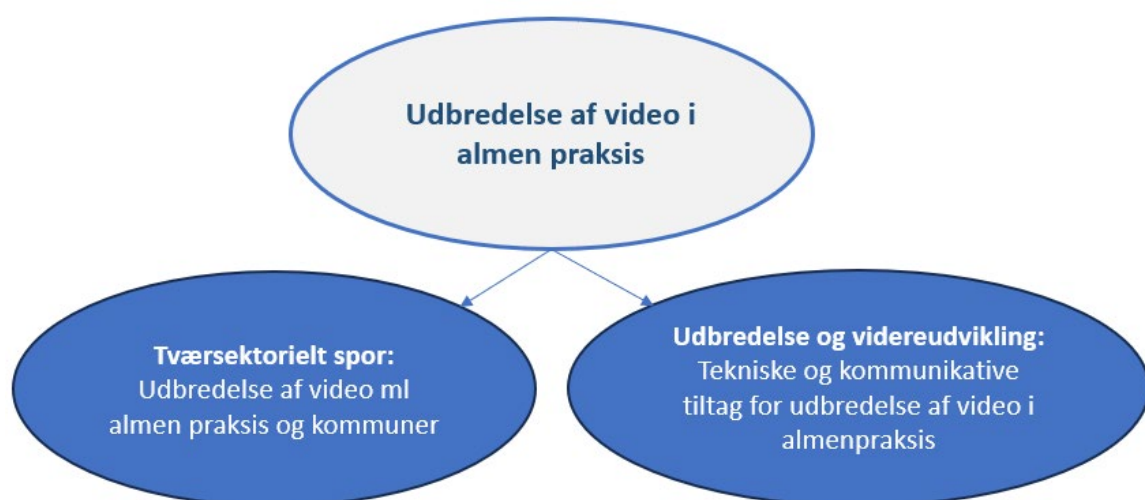 Udbredelse af video i
almen praksis
Tværsektorielt spor:
Udbredelse af video ml
almen praksis og kommuner
Udbredelse og videreudvikling:
Tekniske og kommunikative
tiltag for udbredelse af video i
almenpraksis